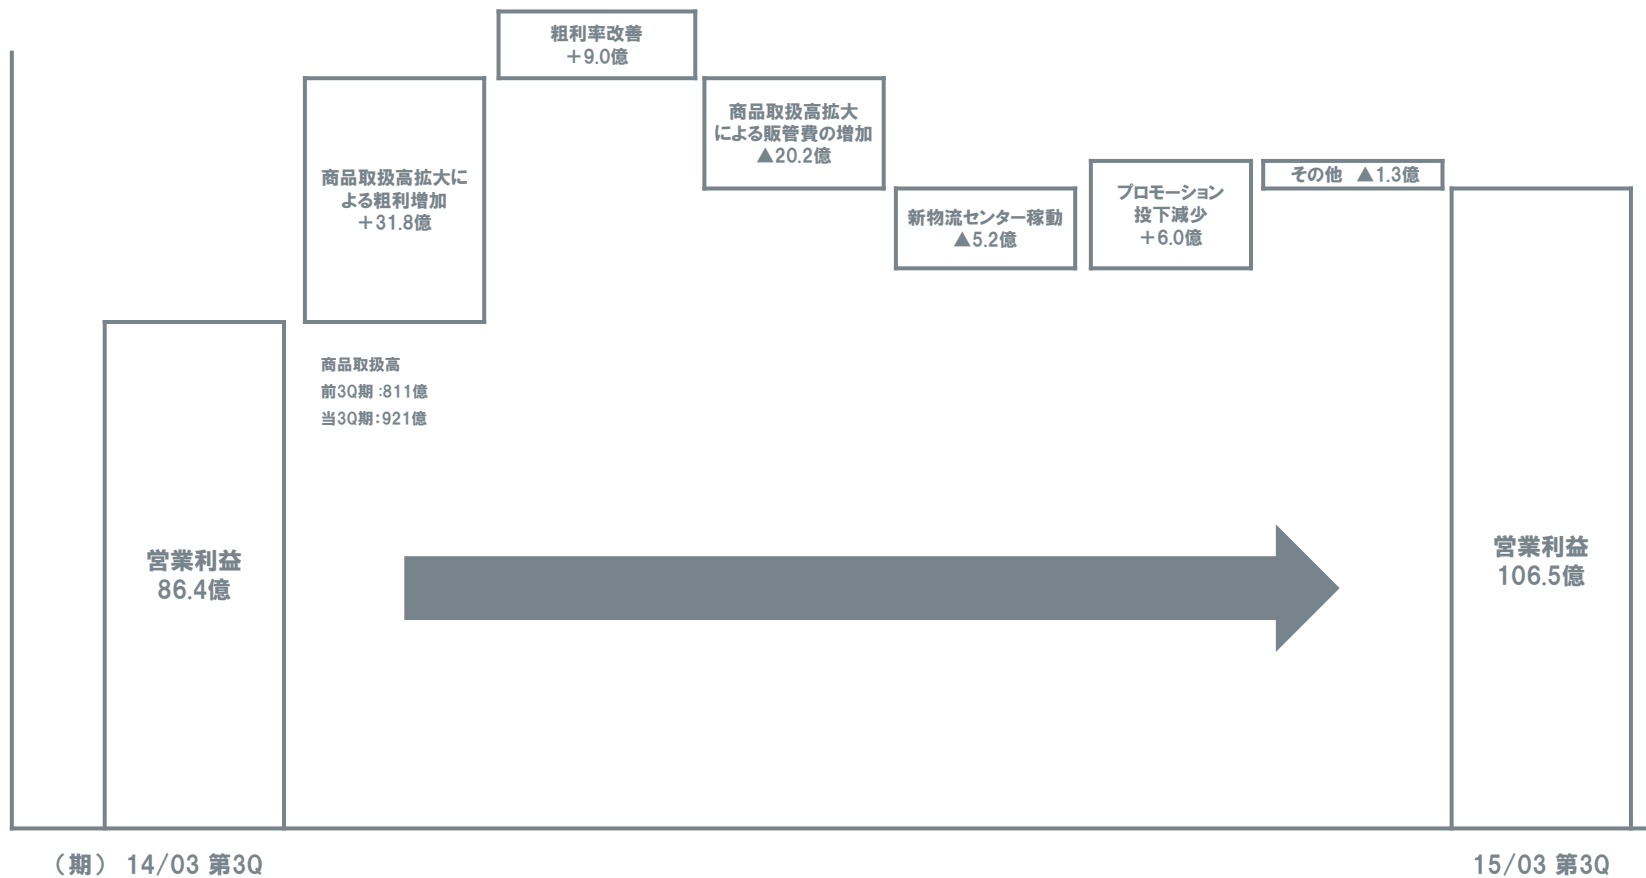 粗利率改善
＋9.0億
商品取扱高拡大に
よる粗利増加
＋31.8億
商品取扱高拡大
による販管費の増加
▲20.2億
新物流センター稼動
▲5.2億
プロモーション
投下減少
＋6.0億
その他　▲1.3億
商品取扱高
前3Q期：811億
当3Q期：921億
営業利益
86.4億
営業利益
106.5億
（期） 14/03 第3Q
15/03 第3Q